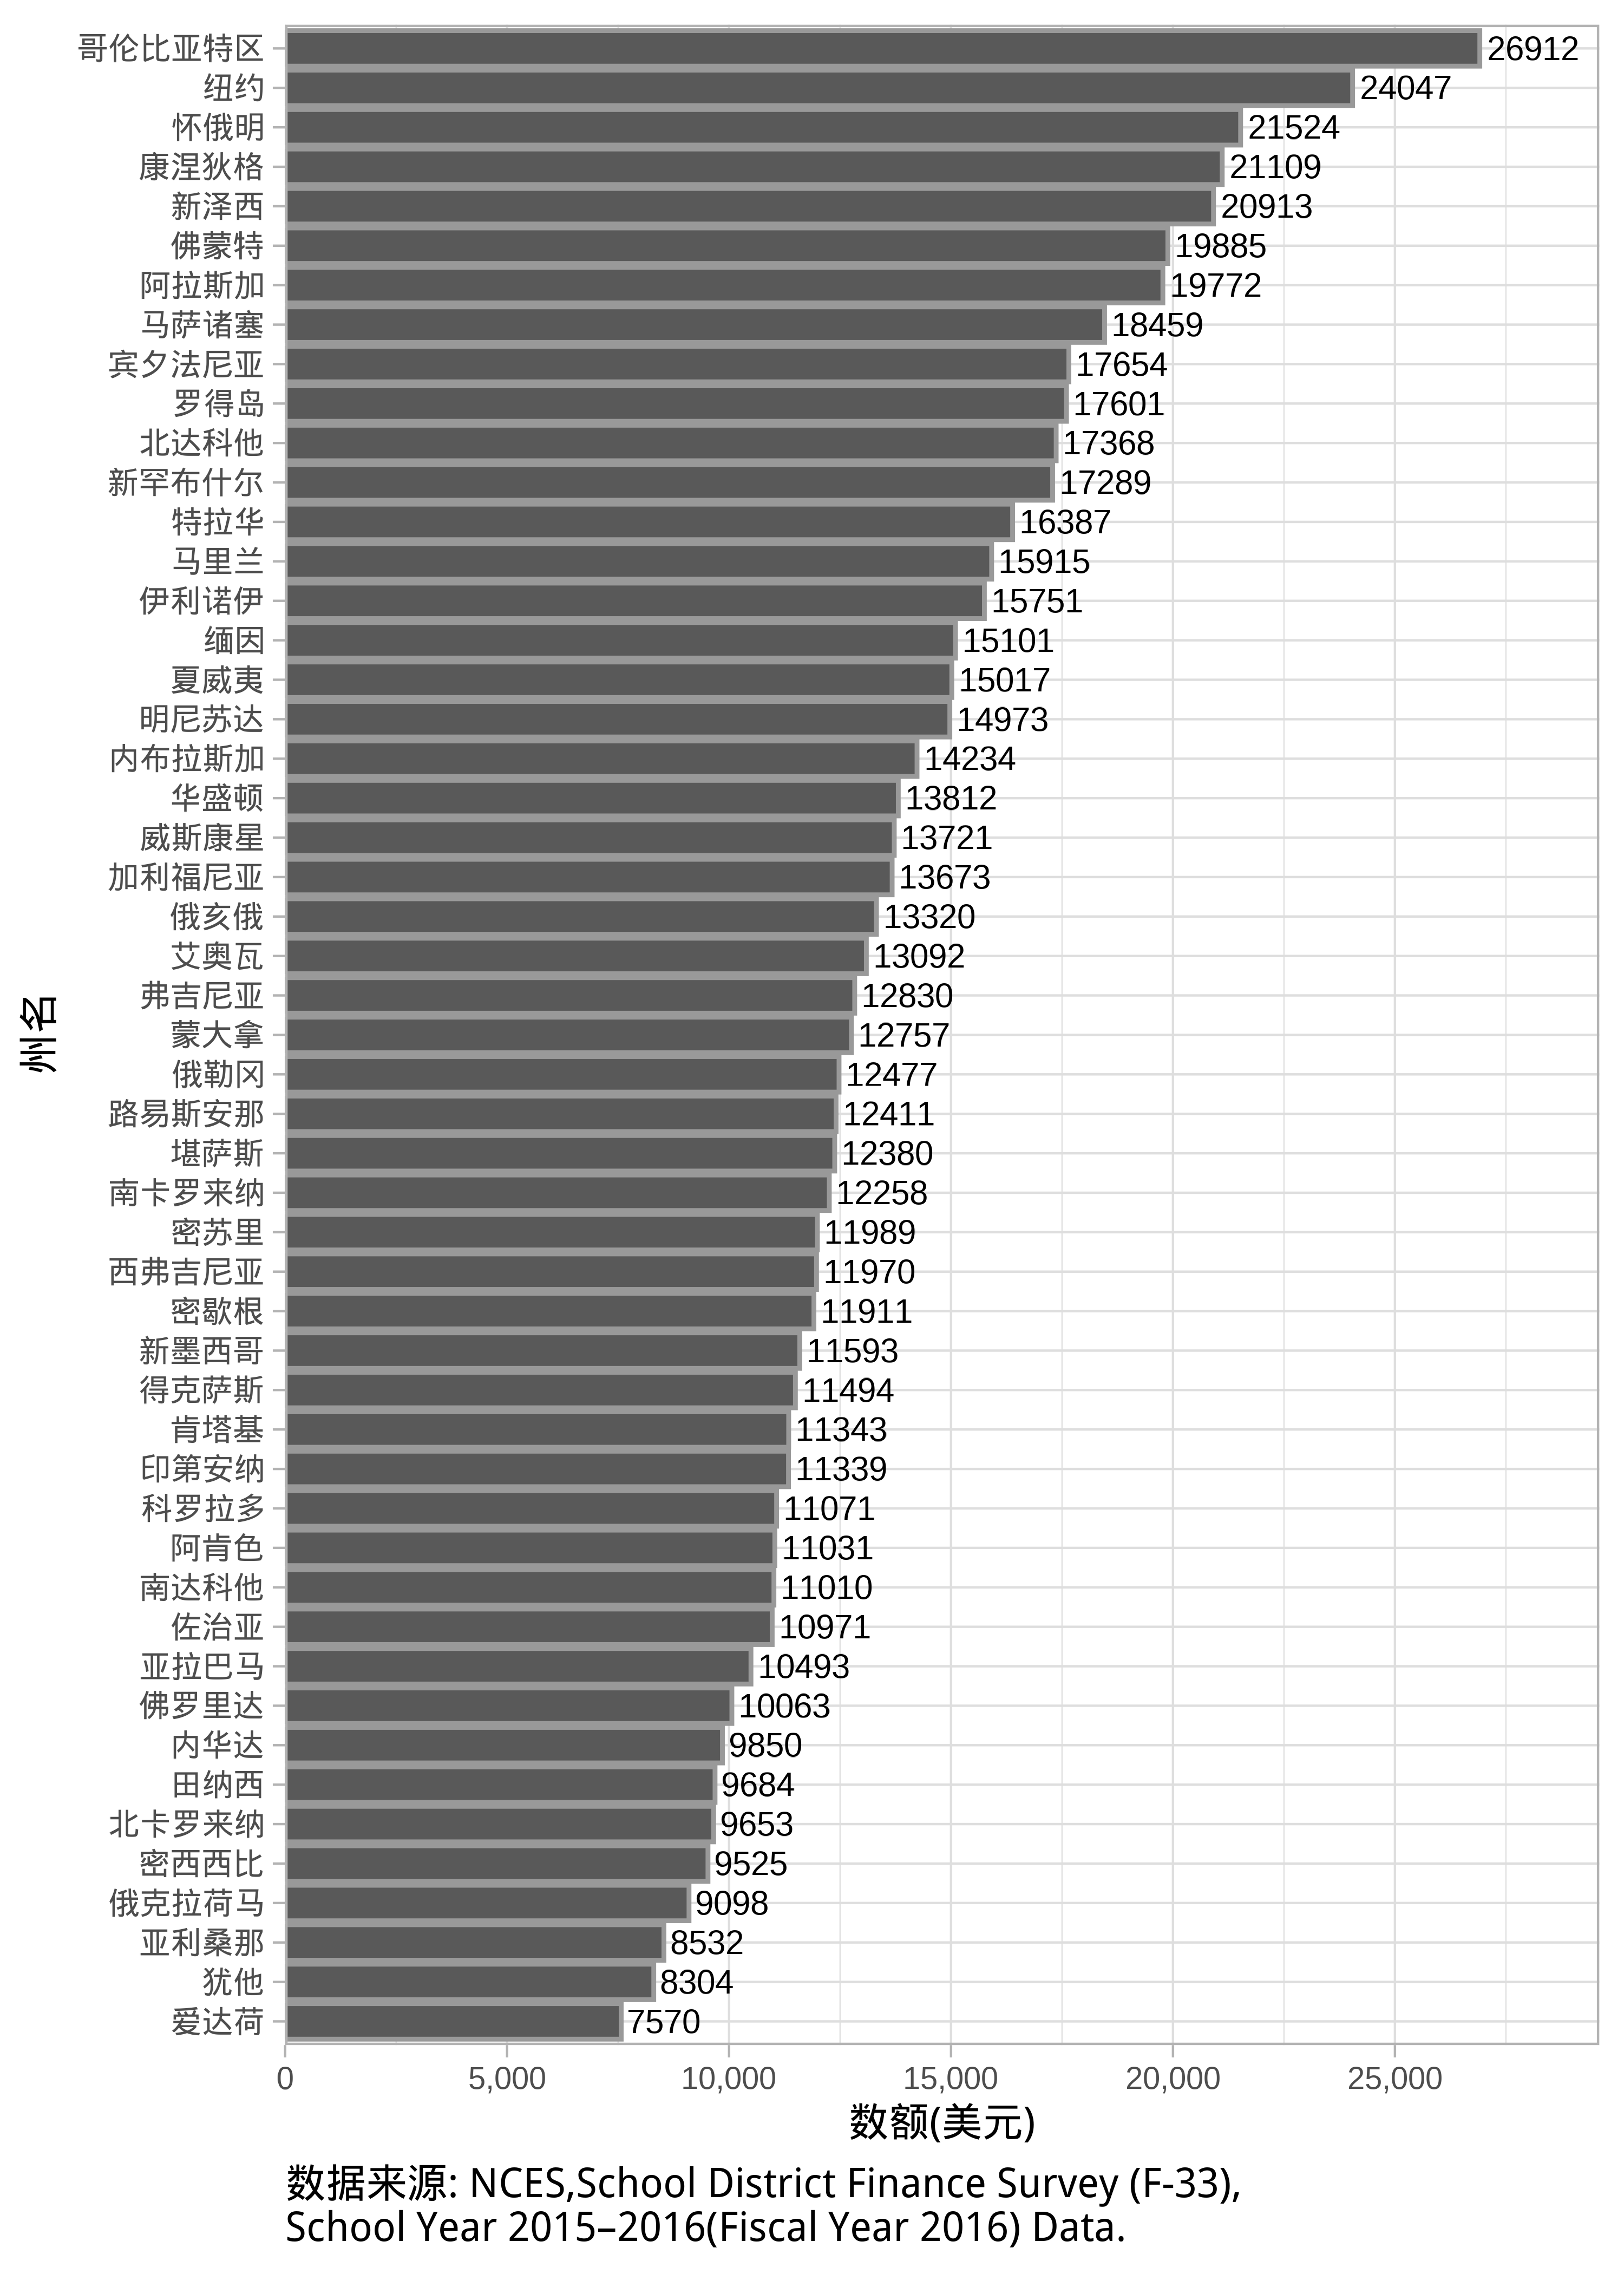 哥伦比亚特区 26912
纽约 24047
怀俄明 21524
康涅狄格 21109
新泽西 20913
佛蒙特 19885
阿拉斯加 19772
马萨诸塞 18459
宾夕法尼亚 17654
罗得岛 17601
北达科他 17368
新罕布什尔 17289
特拉华 16387
马里兰 15915
伊利诺伊 15751
缅因 15101
夏威夷 15017
明尼苏达 14973
内布拉斯加 14234
华盛顿 13812
威斯康星 13721
加利福尼亚 13673
俄亥俄 13320
艾奥瓦 13092
弗吉尼亚 12830
蒙大拿 12757
俄勒冈 12477
路易斯安那 12411
堪萨斯 12380
南卡罗来纳 12258
密苏里 11989
西弗吉尼亚 11970
密歇根 11911
新墨西哥 11593
得克萨斯 11494
肯塔基 11343
印第安纳 11339
科罗拉多 11071
阿肯色 11031
南达科他 11010
佐治亚 10971
亚拉巴马 10493
佛罗里达 10063
内华达 9850
田纳西 9684
北卡罗来纳 9653
密西西比 9525
俄克拉荷马 9098
亚利桑那 8532
犹他 8304
爱达荷 7570
州名
0 5,000 10,000 15,000 20,000 25,000
数额(美元)
数据来源: NCES,School District Finance Survey (F-33),
School Year 2015–2016(Fiscal Year 2016) Data.